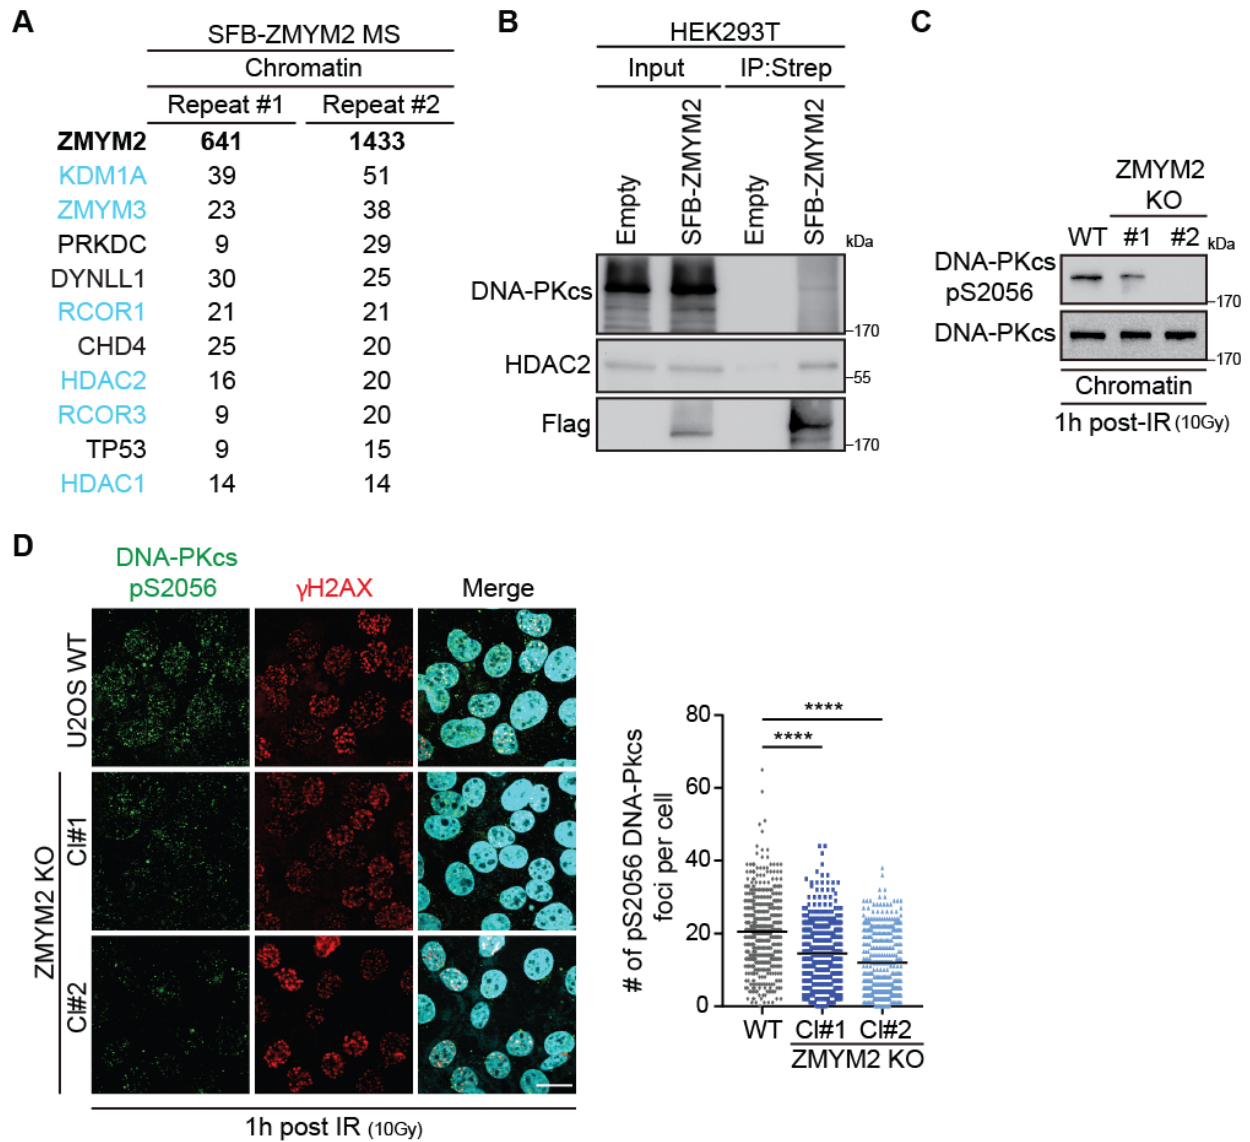 A
SFB-ZMYM2 MS
Chromatin
Repeat #1 Repeat #2
ZMYM2 641 1433
KDM1A 39 51
ZMYM3 23 38
PRKDC 9 29
DYNLL1 30 25
RCOR1 21 21
CHD4 25 20
HDAC2 16 20
RCOR3 9 20
TP53 9 15
HDAC1 14 14
B
HEK293T
Input IP:Strep
Empty SFB-ZMYM2 Empty SFB-ZMYM2
kDa
DNA-PKcs
–170
HDAC2
–55
Flag
–170
C
ZMYM2
KO
WT #1 #2 kDa
DNA-PKcs
pS2056
–170
DNA-PKcs
–170
Chromatin
1h post-IR (10Gy)
D
DNA-PKcs
pS2056 γH2AX Merge
U2OS WT
ZMYM2 KO
Cl#1
Cl#2
1h post IR (10Gy)
# of pS2056 DNA-Pkcs
foci per cell
80
60
40
20
0
****
****
WT Cl#1 Cl#2
ZMYM2 KO